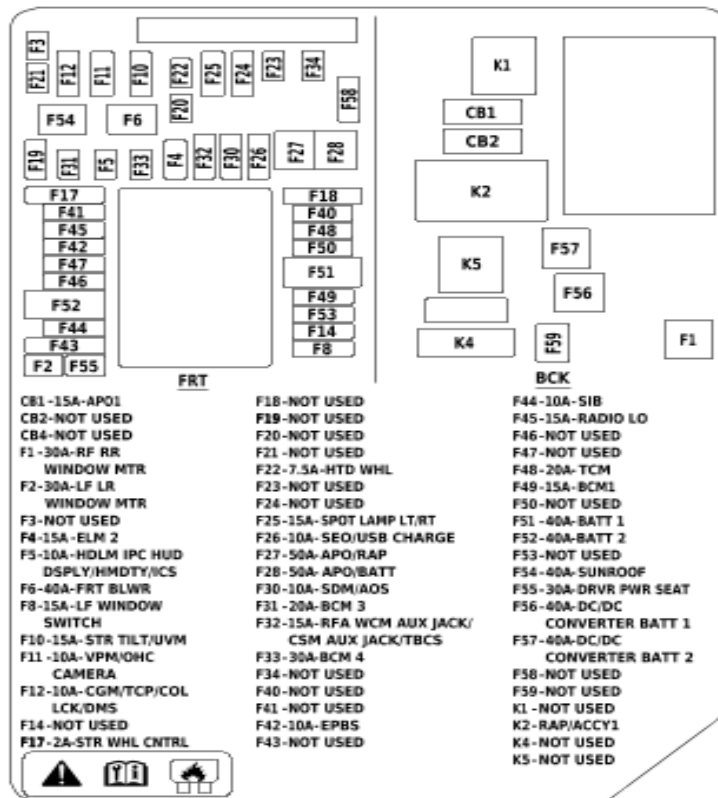 F3
F21 F12 F11 F10 F22 F25 F24 F23 F34
F20 F58
F54 F6
F19 F31 F5 F33 F4 F32 F30 F26 F27 F28
F17 F18
F41 F40
F45 F48
F42 F50
F47 F51
F46
F52 F49
F53
F44 F14
F43 F8
F2 F55
FRT
K1
CB1
CB2
K2
K5 F57
F56
K4 F59 F1
BCK
CB1-15A-APO1
CB2-NOT USED
CB4-NOT USED
F1-30A-RF RR
WINDOW MTR
F2-30A-LF LR
WINDOW MTR
F3-NOT USED
F4-15A-ELM 2
F5-10A-HDLM IPC HUD
DSPLY/HMDTY/ICS
F6-40A-FRT BLWR
F8-15A-LF WINDOW
SWITCH
F10-15A-STR TILT/UVM
F11-10A-VPM/OHC
CAMERA
F12-10A-CGM/TCP/COL
LCK/DMS
F14-NOT USED
F17-2A-STR WHL CNTRL
F18-NOT USED
F19-NOT USED
F20-NOT USED
F21-NOT USED
F22-7.5A-HTD WHL
F23-NOT USED
F24-NOT USED
F25-15A-SPOT LAMP LT/RT
F26-10A-SEO/USB CHARGE
F27-50A-APO/RAP
F28-50A-APO/BATT
F30-10A-SDM/AOS
F31-20A-BCM 3
F32-15A-RFA WCM AUX JACK/
CSM AUX JACK/TBCS
F33-30A-BCM 4
F34-NOT USED
F40-NOT USED
F41-NOT USED
F42-10A-EPBS
F43-NOT USED
F44-10A-SIB
F45-15A-RADIO LO
F46-NOT USED
F47-NOT USED
F48-20A-TCM
F49-15A-BCM1
F50-NOT USED
F51-40A-BATT 1
F52-40A-BATT 2
F53-NOT USED
F54-40A-SUNROOF
F55-30A-DRVR PWR SEAT
F56-40A-DC/DC
CONVERTER BATT 1
F57-40A-DC/DC
CONVERTER BATT 2
F58-NOT USED
F59-NOT USED
K1-NOT USED
K2-RAP/ACCY1
K4-NOT USED
K5-NOT USED